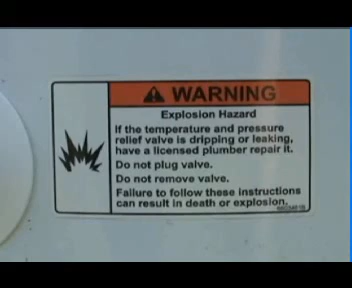 WARNING
Explosion Hazard
If the temperature and pressure
relief valve is dripping or leaking,
have a licensed plumber repair it.
Do not plug valve.
Do not remove valve.
Failure to follow these instructions
can result in death or explosion.